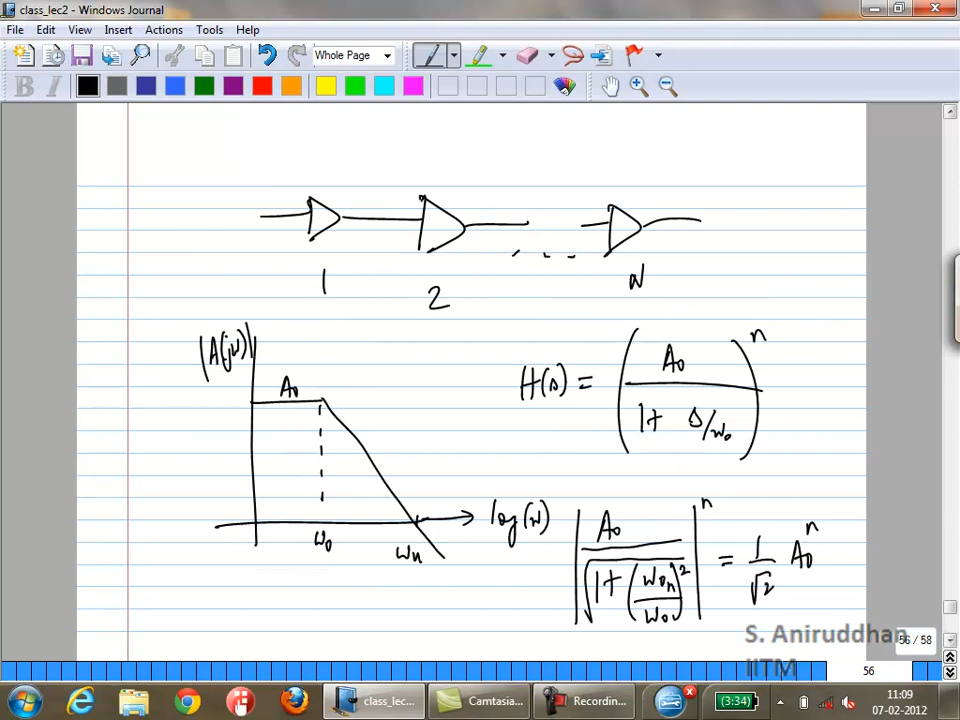 class_lec2 - Windows Journal
File Edit View Insert Actions Tools Help
Whole Page
B I
1 2 N
|A(jω)|
A₀
ω₀ ωu log(ω)
H(s) = (A₀ / (1 + s/ω₀))ⁿ
|A₀ / √(1 + (ω₀n/ω₀)²)|ⁿ = 1/√2 A₀ⁿ
S. Aniruddhan
IITM
56 / 58
56
class_lec...
Camtasia...
Recordin...
(3:34)
11:09
07-02-2012